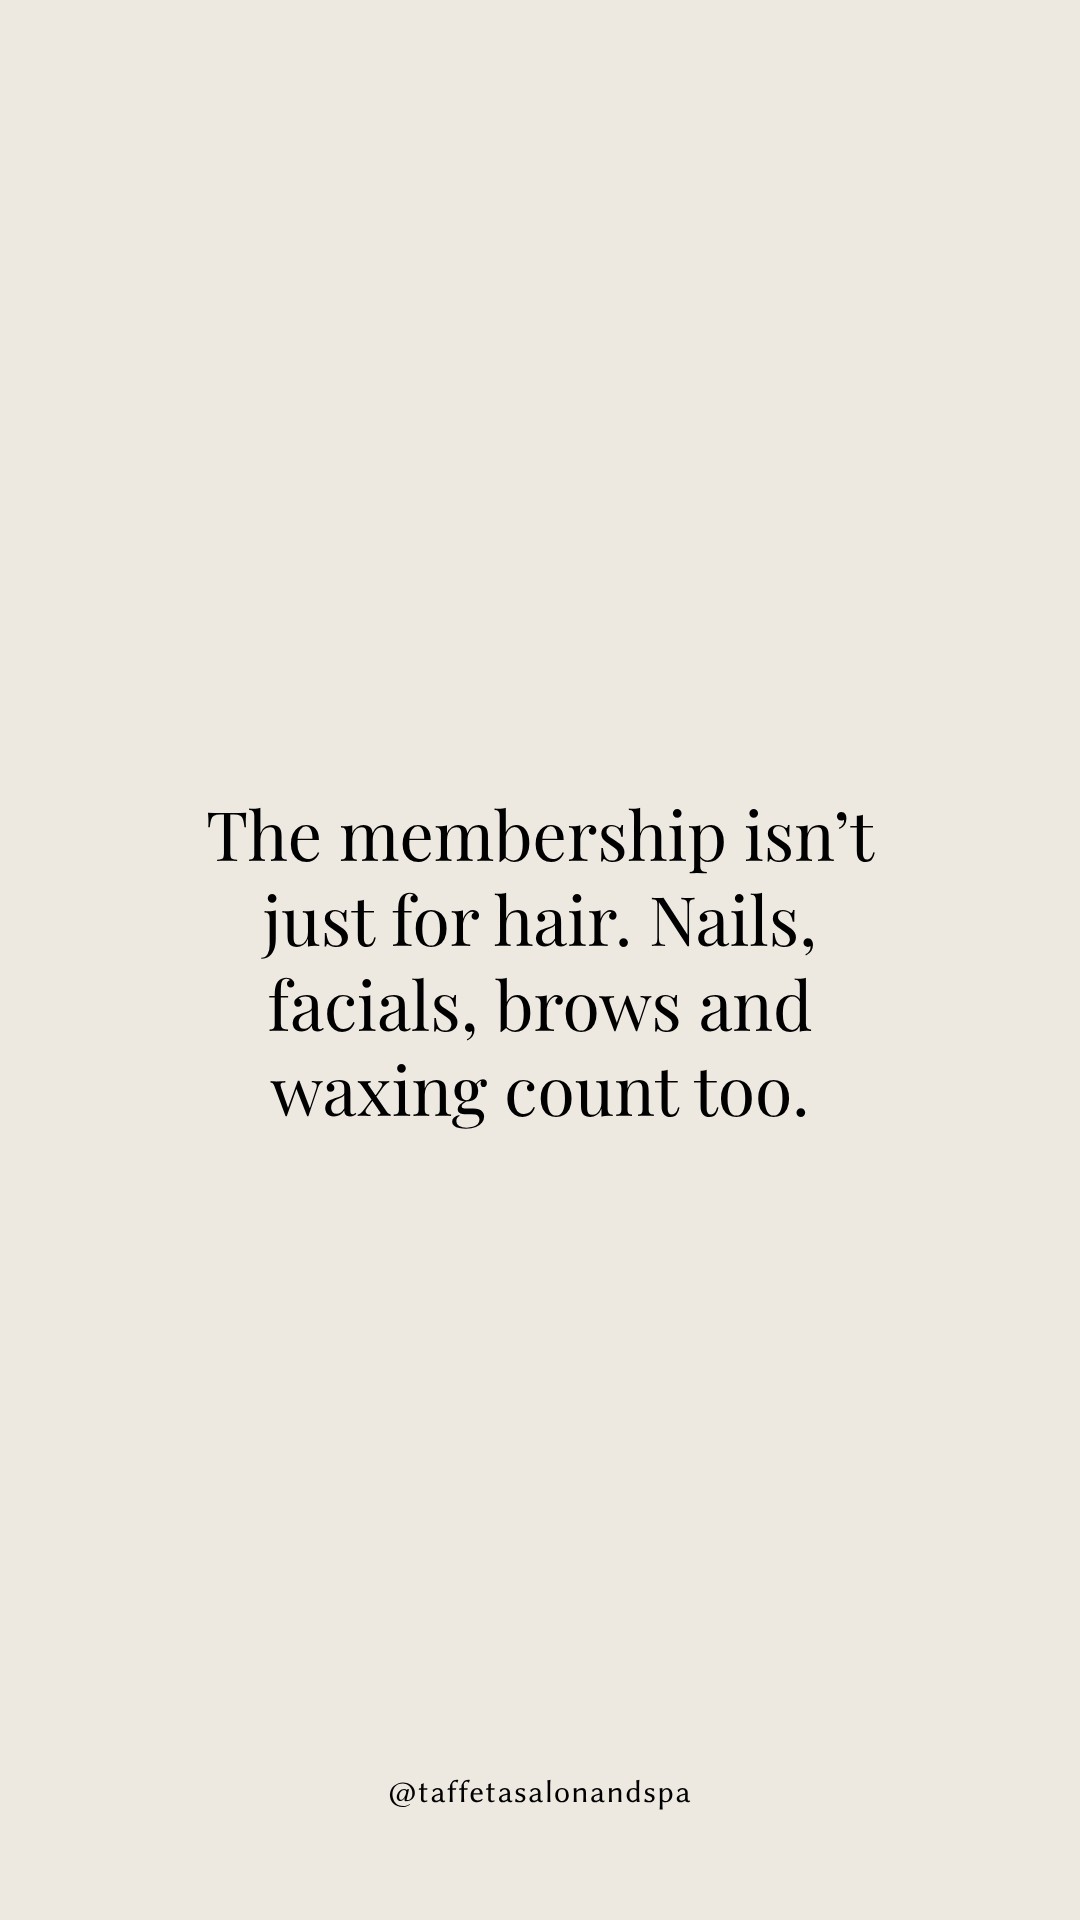 The membership isn’t
just for hair. Nails,
facials, brows and
waxing count too.
@taffetasalonandspa